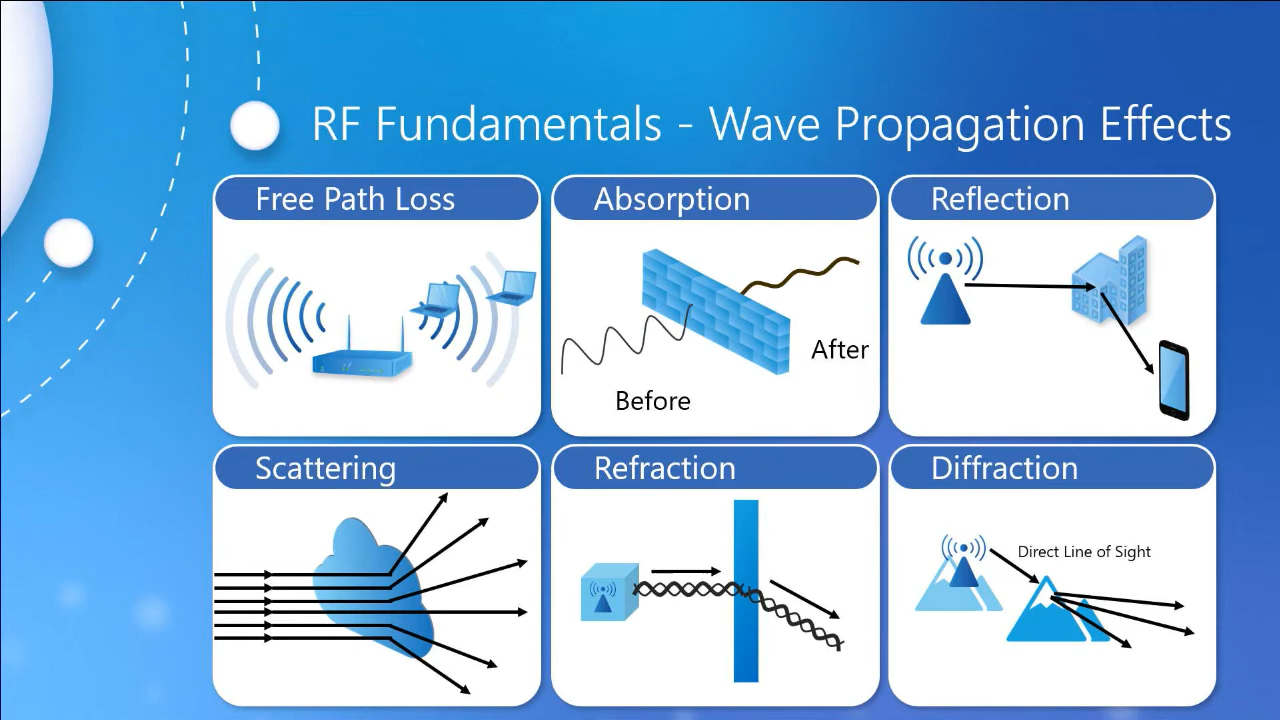 RF Fundamentals - Wave Propagation Effects
Free Path Loss
Absorption
Reflection
After
Before
Scattering
Refraction
Diffraction
Direct Line of Sight